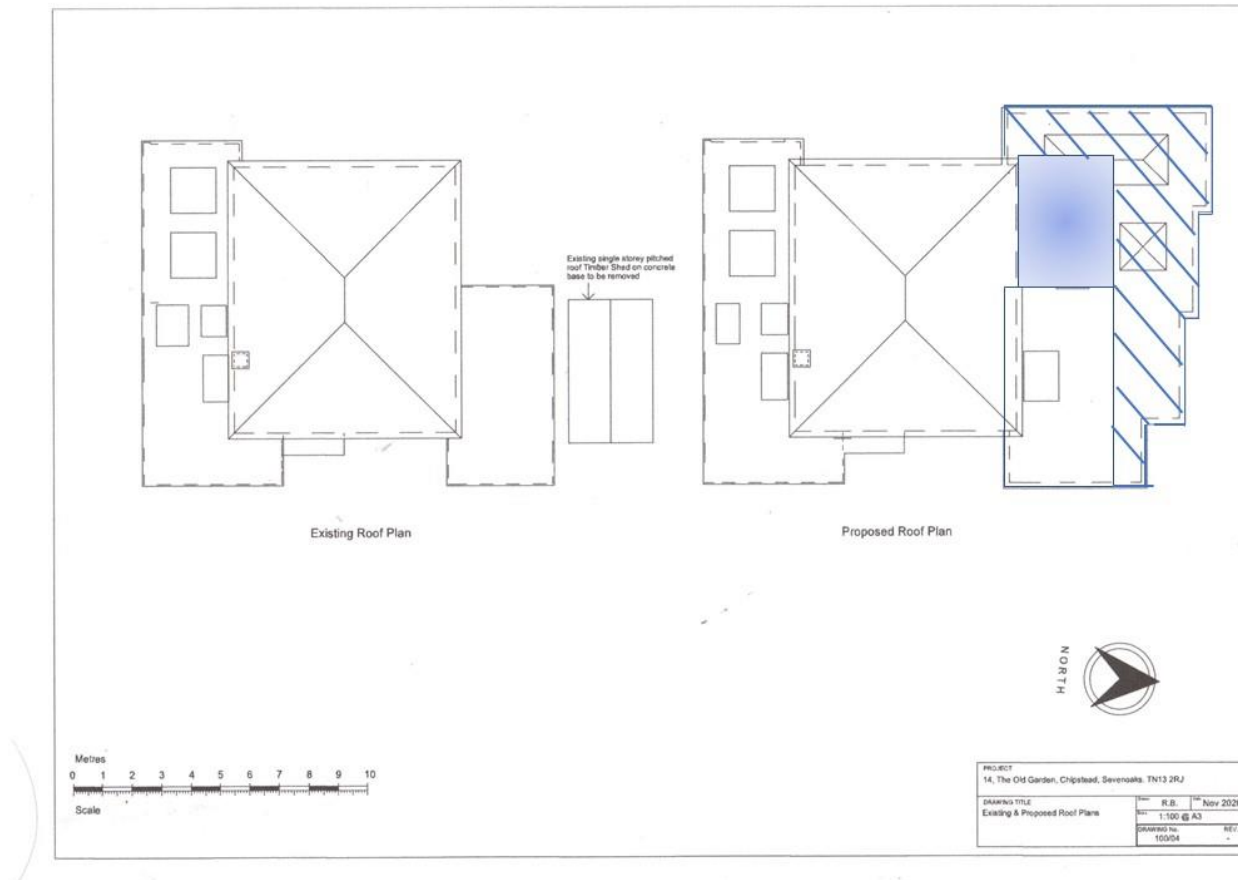 Existing single storey pitched
roof Timber Shed on concrete
base to be removed
Existing Roof Plan
Proposed Roof Plan
NORTH
Metres
0 1 2 3 4 5 6 7 8 9 10
Scale
PROJECT
14, The Old Garden, Chipstead, Sevenoaks. TN13 2RJ
DRAWING TITLE
Existing & Proposed Roof Plans
R.B.
Nov 2020
1:100 @ A3
DRAWING No.
100/04
REV.
-